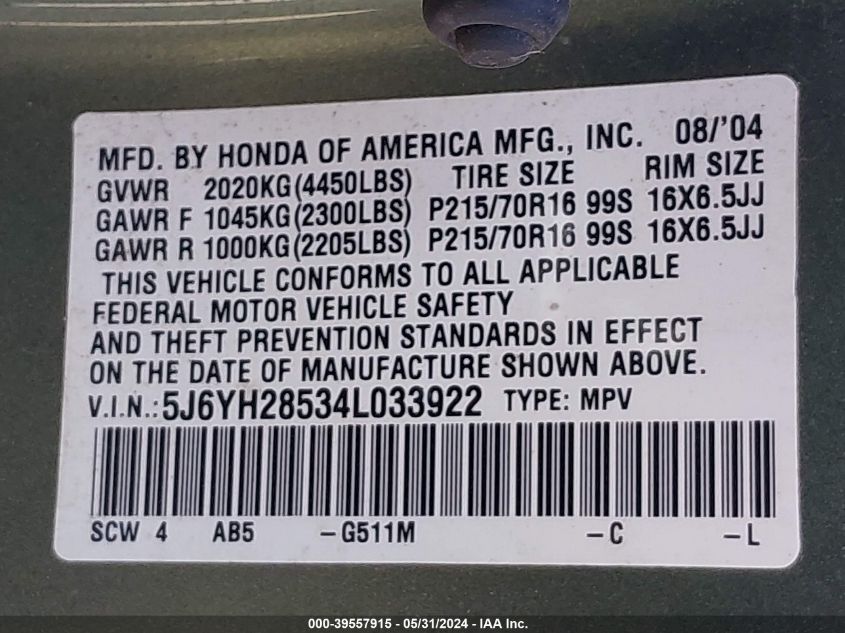 MFD. BY HONDA OF AMERICA MFG., INC. 08/'04
GVWR 2020KG(4450LBS) TIRE SIZE RIM SIZE
GAWR F 1045KG(2300LBS) P215/70R16 99S 16X6.5JJ
GAWR R 1000KG(2205LBS) P215/70R16 99S 16X6.5JJ
THIS VEHICLE CONFORMS TO ALL APPLICABLE
FEDERAL MOTOR VEHICLE SAFETY
AND THEFT PREVENTION STANDARDS IN EFFECT
ON THE DATE OF MANUFACTURE SHOWN ABOVE.
V.I.N.:5J6YH28534L033922 TYPE: MPV
SCW 4 AB5 -G511M -C -L
000-39557915 - 05/31/2024 - IAA Inc.